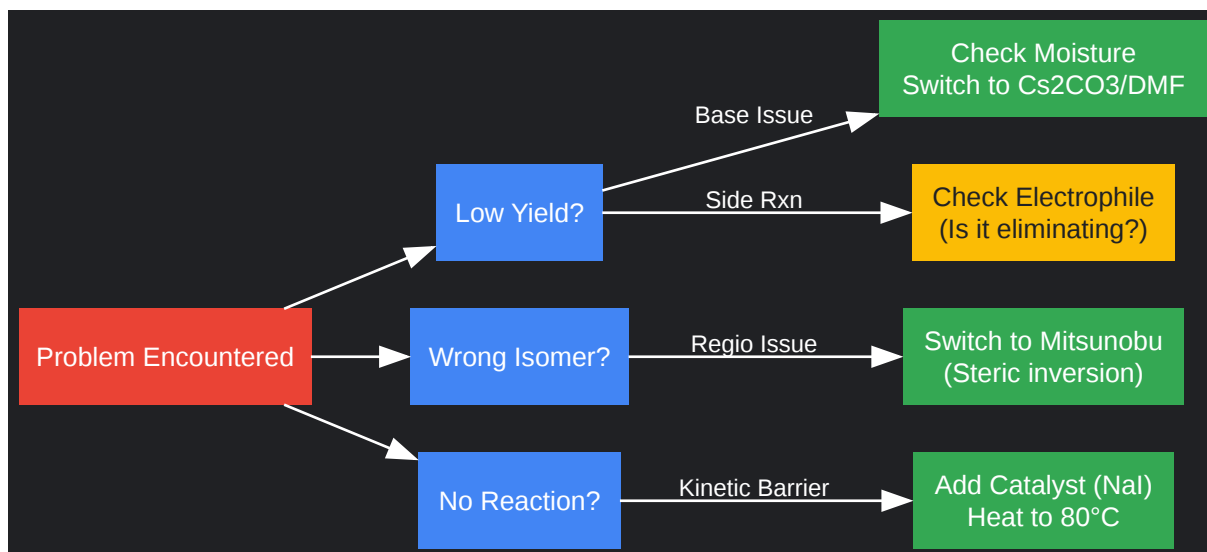 Check Moisture
Switch to Cs2CO3/DMF
Base Issue
Low Yield?
Side Rxn
Check Electrophile
(Is it eliminating?)
Problem Encountered
Wrong Isomer?
Regio Issue
Switch to Mitsunobu
(Steric inversion)
No Reaction?
Kinetic Barrier
Add Catalyst (NaI)
Heat to 80°C